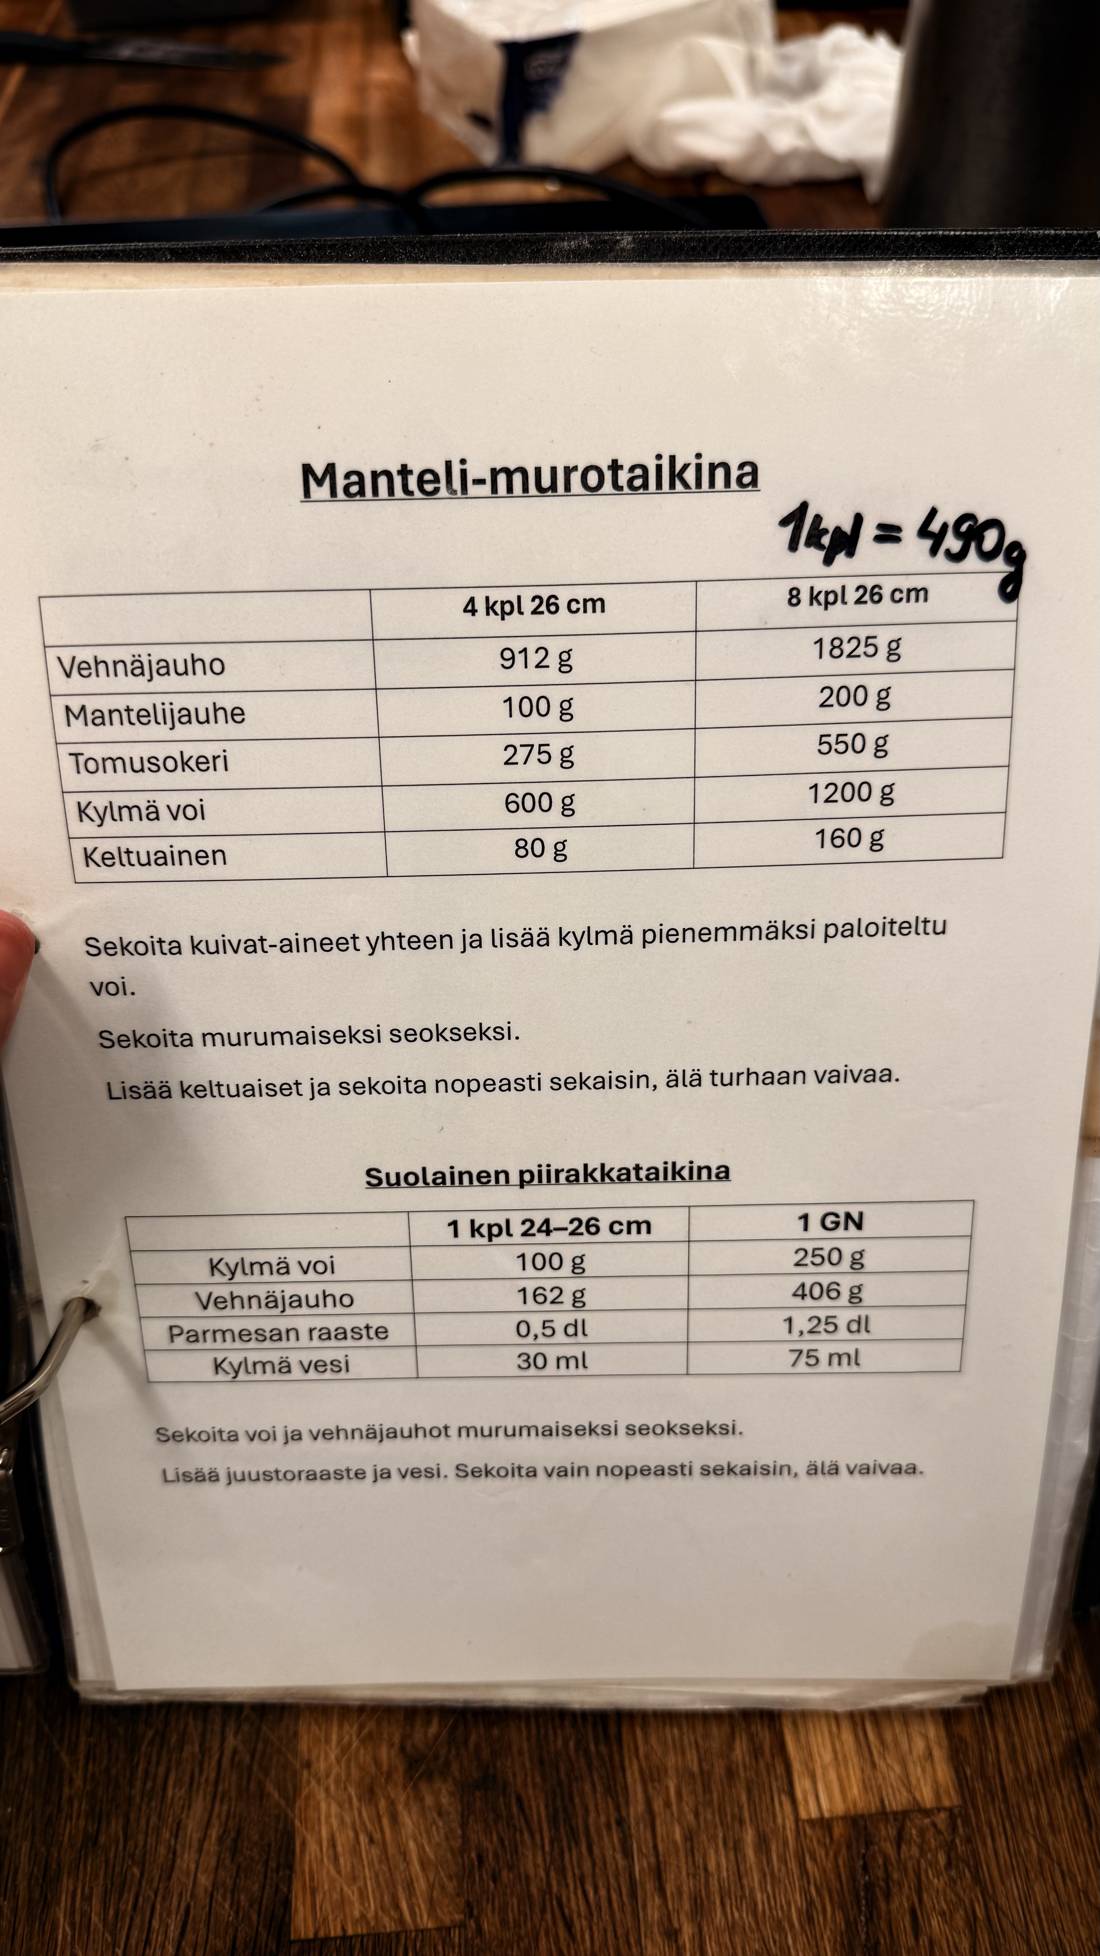 Manteli-murotaikina
1kpl = 490g
4 kpl 26 cm 8 kpl 26 cm
Vehnäjauho 912 g 1825 g
Mantelijauhe 100 g 200 g
Tomusokeri 275 g 550 g
Kylmä voi 600 g 1200 g
Keltuainen 80 g 160 g
Sekoita kuivat-aineet yhteen ja lisää kylmä pienemmäksi paloiteltu
voi.
Sekoita murumaiseksi seokseksi.
Lisää keltuaiset ja sekoita nopeasti sekaisin, älä turhaan vaivaa.
Suolainen piirakkataikina
1 kpl 24–26 cm 1 GN
Kylmä voi 100 g 250 g
Vehnäjauho 162 g 406 g
Parmesan raaste 0,5 dl 1,25 dl
Kylmä vesi 30 ml 75 ml
Sekoita voi ja vehnäjauhot murumaiseksi seokseksi.
Lisää juustoraaste ja vesi. Sekoita vain nopeasti sekaisin, älä vaivaa.